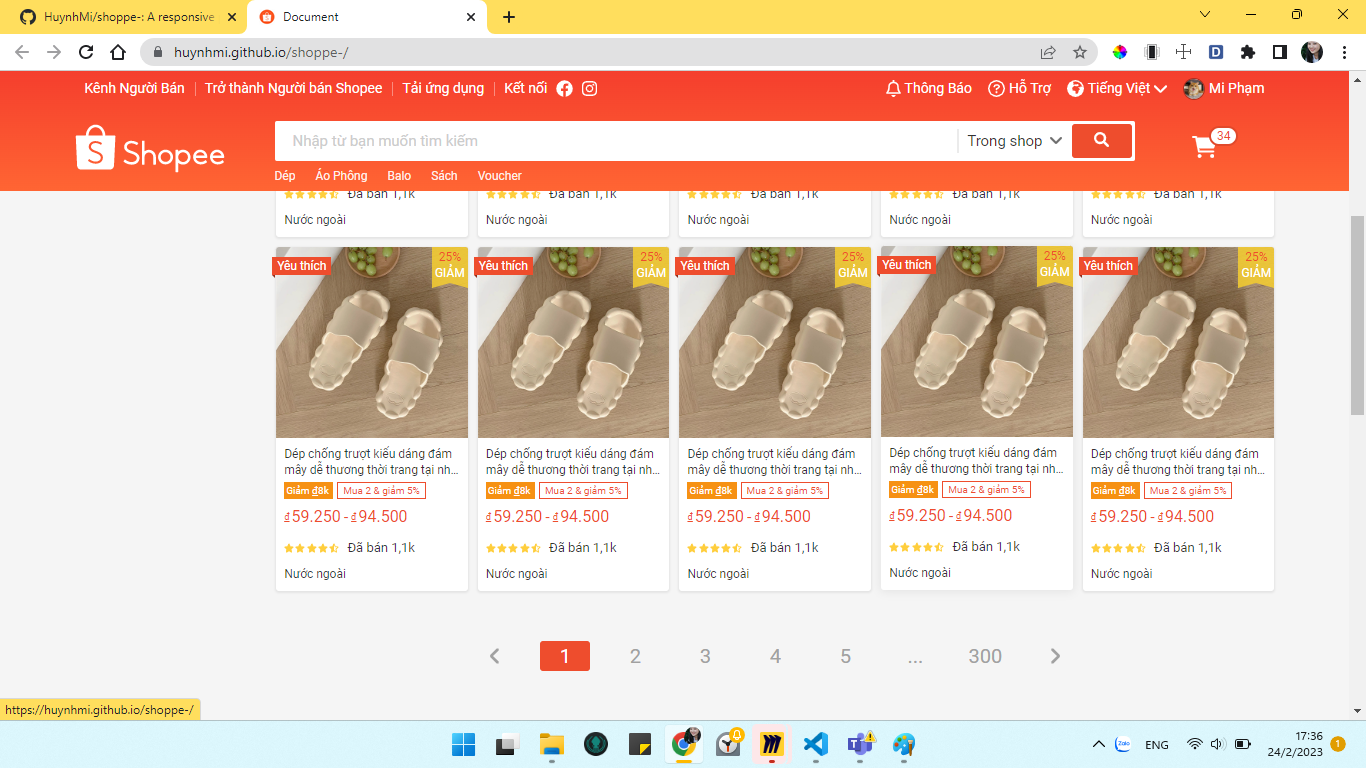 HuynhMi/shoppe-: A responsive
Document
huynhmi.github.io/shoppe-/
Kênh Người Bán Trở thành Người bán Shopee Tải ứng dụng Kết nối Thông Báo Hỗ Trợ Tiếng Việt Mi Phạm
Shopee Nhập từ bạn muốn tìm kiếm Trong shop 34
Dép Áo Phông Balo Sách Voucher
Đã bán 1,1k Đã bán 1,1k Đã bán 1,1k Đã bán 1,1k Đã bán 1,1k
Nước ngoài Nước ngoài Nước ngoài Nước ngoài Nước ngoài
25% 25% 25% 25% 25%
Yêu thích GIẢM Yêu thích GIẢM Yêu thích GIẢM Yêu thích GIẢM Yêu thích GIẢM
Dép chống trượt kiểu dáng đám Dép chống trượt kiểu dáng đám Dép chống trượt kiểu dáng đám Dép chống trượt kiểu dáng đám Dép chống trượt kiểu dáng đám
mây dễ thương thời trang tại nh... mây dễ thương thời trang tại nh... mây dễ thương thời trang tại nh... mây dễ thương thời trang tại nh... mây dễ thương thời trang tại nh...
Giảm ₫8k Mua 2 & giảm 5% Giảm ₫8k Mua 2 & giảm 5% Giảm ₫8k Mua 2 & giảm 5% Giảm ₫8k Mua 2 & giảm 5% Giảm ₫8k Mua 2 & giảm 5%
₫59.250 - ₫94.500 ₫59.250 - ₫94.500 ₫59.250 - ₫94.500 ₫59.250 - ₫94.500 ₫59.250 - ₫94.500
Đã bán 1,1k Đã bán 1,1k Đã bán 1,1k Đã bán 1,1k Đã bán 1,1k
Nước ngoài Nước ngoài Nước ngoài Nước ngoài Nước ngoài
1 2 3 4 5 ... 300
https://huynhmi.github.io/shoppe-/
Zalo ENG 17:36
24/2/2023 1